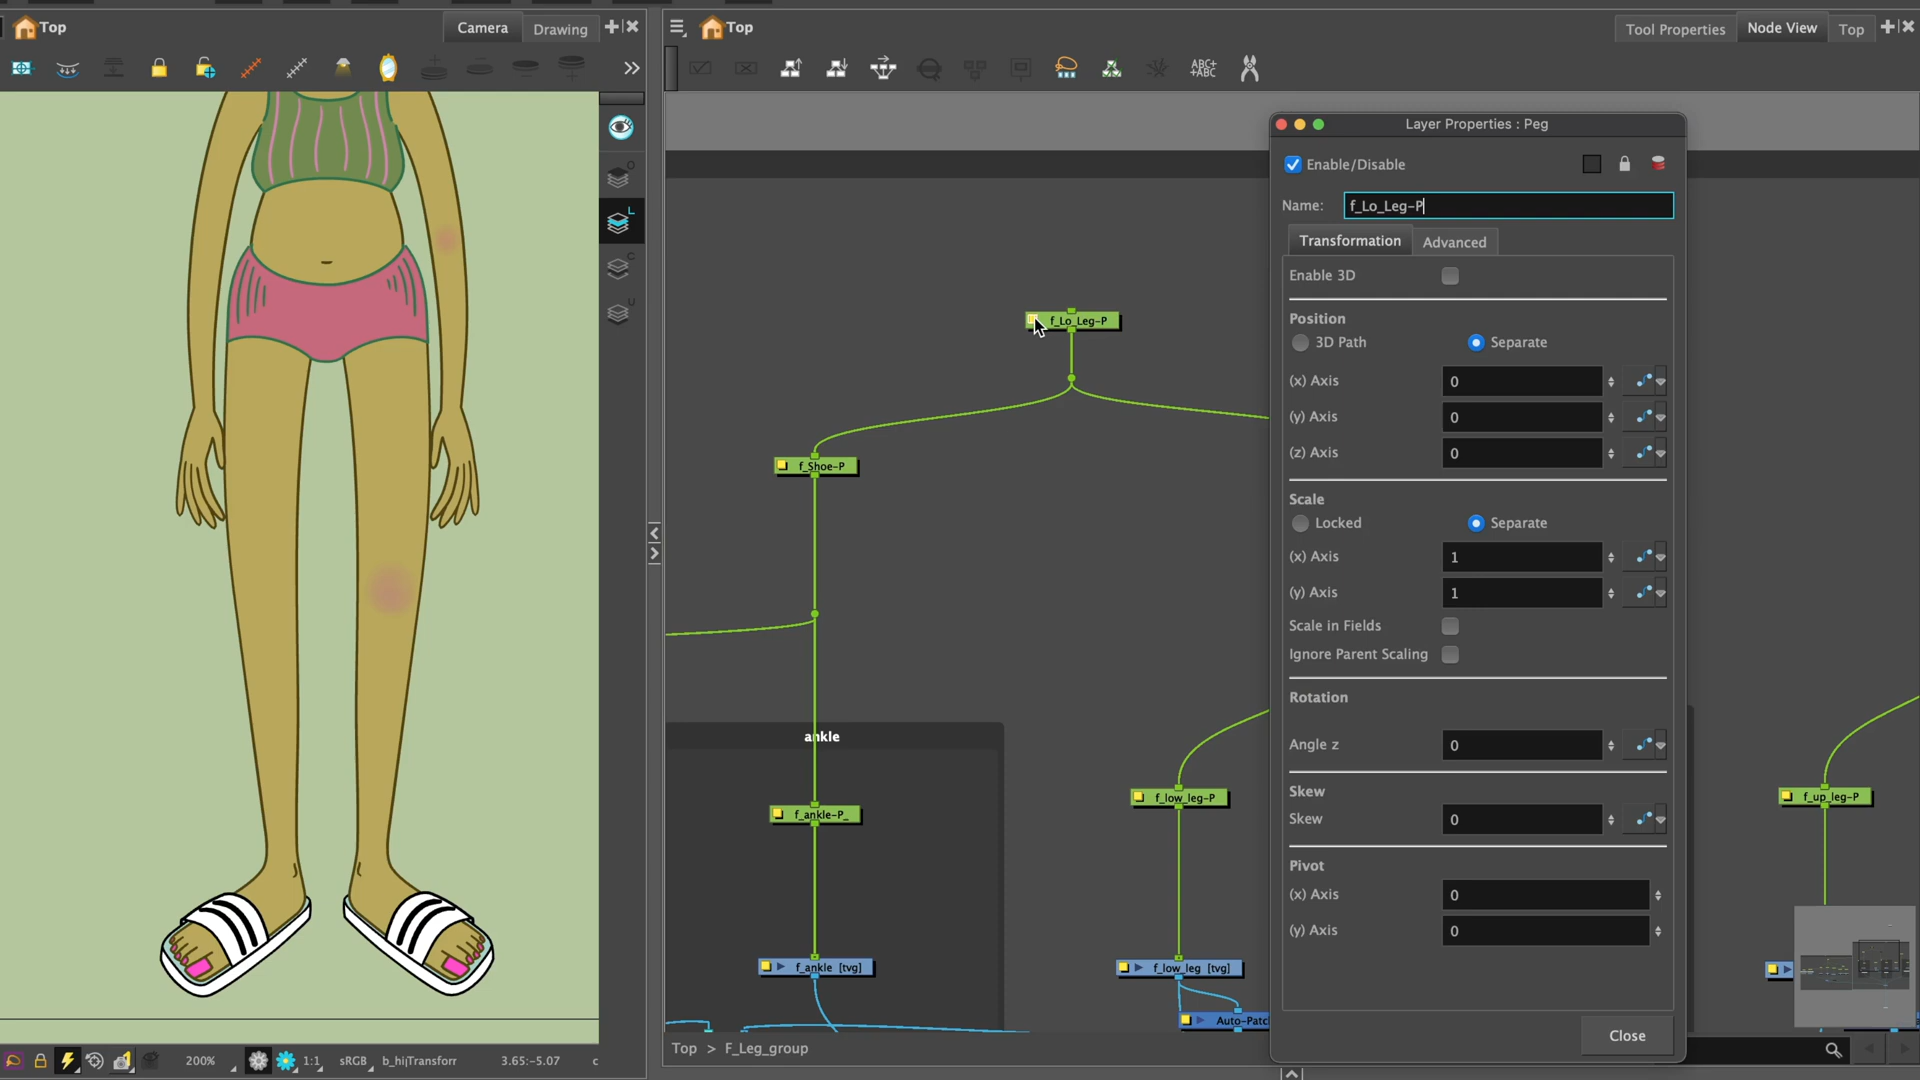 Top
Camera
Drawing
Top
Tool Properties
Node View
Top
ABC+
+ABC
O
L
C
U
Layer Properties : Peg
Enable/Disable
Name: f_Lo_Leg-P
Transformation
Advanced
Enable 3D
Position
3D Path
Separate
(x) Axis 0
(y) Axis 0
(z) Axis 0
Scale
Locked
Separate
(x) Axis 1
(y) Axis 1
Scale in Fields
Ignore Parent Scaling
Rotation
Angle z 0
Skew
Skew 0
Pivot
(x) Axis 0
(y) Axis 0
Close
f_Lo_Leg-P
f_Shoe-P
ankle
f_ankle-P_
f_low_leg-P
f_up_leg-P
f_ankle [tvg]
f_low_leg [tvg]
Auto-Patch
Top > F_Leg_group
200%
1:1
sRGB
3.65:-5.07
c